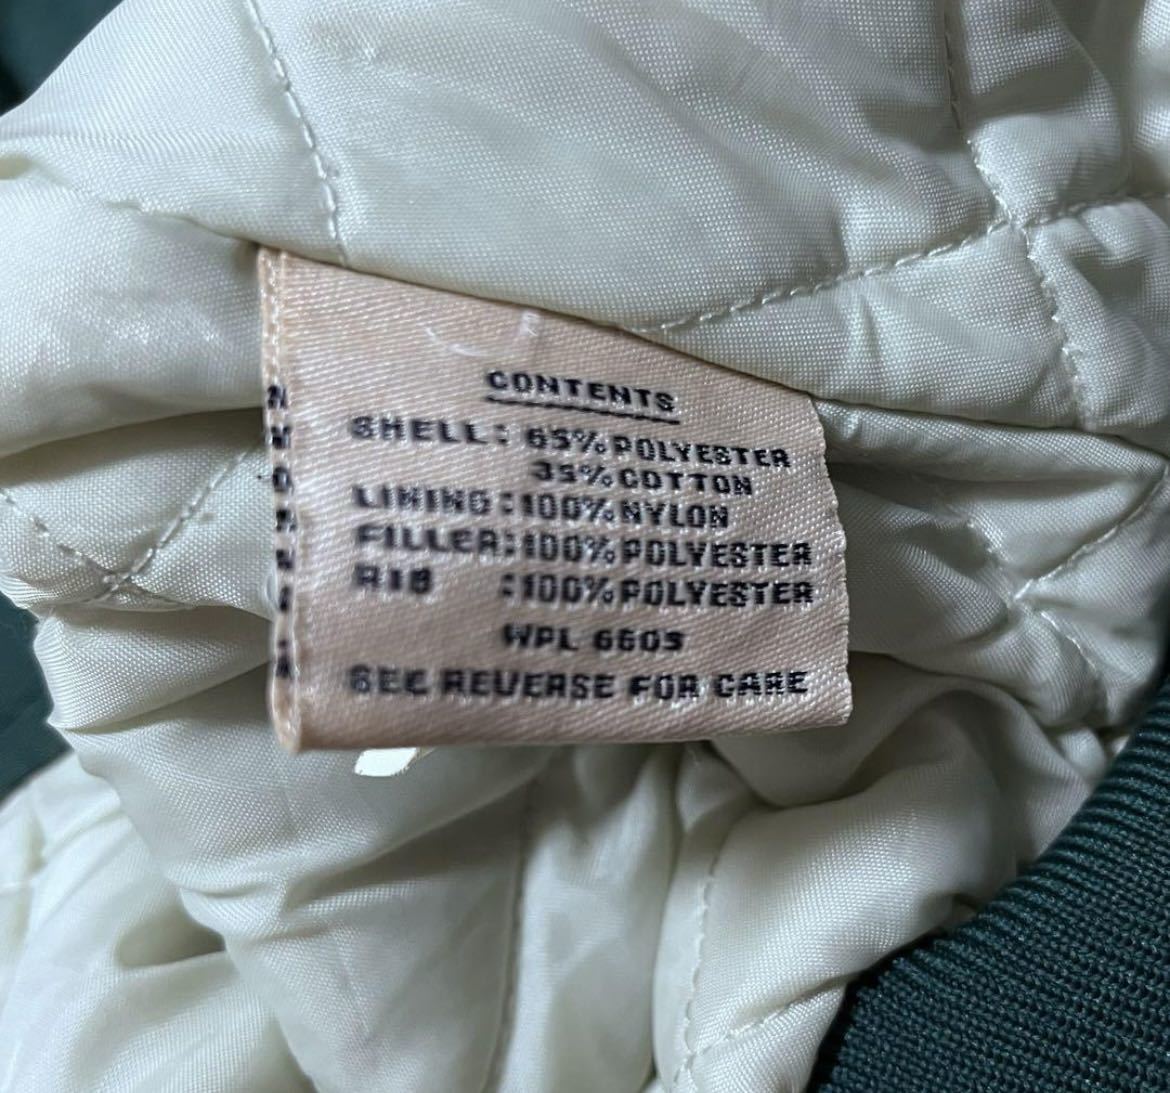 CONTENTS
SHELL: 65% POLYESTER
35% COTTON
LINING: 100% NYLON
FILLER: 100% POLYESTER
RIB : 100% POLYESTER
WPL 6603
SEE REVERSE FOR CARE